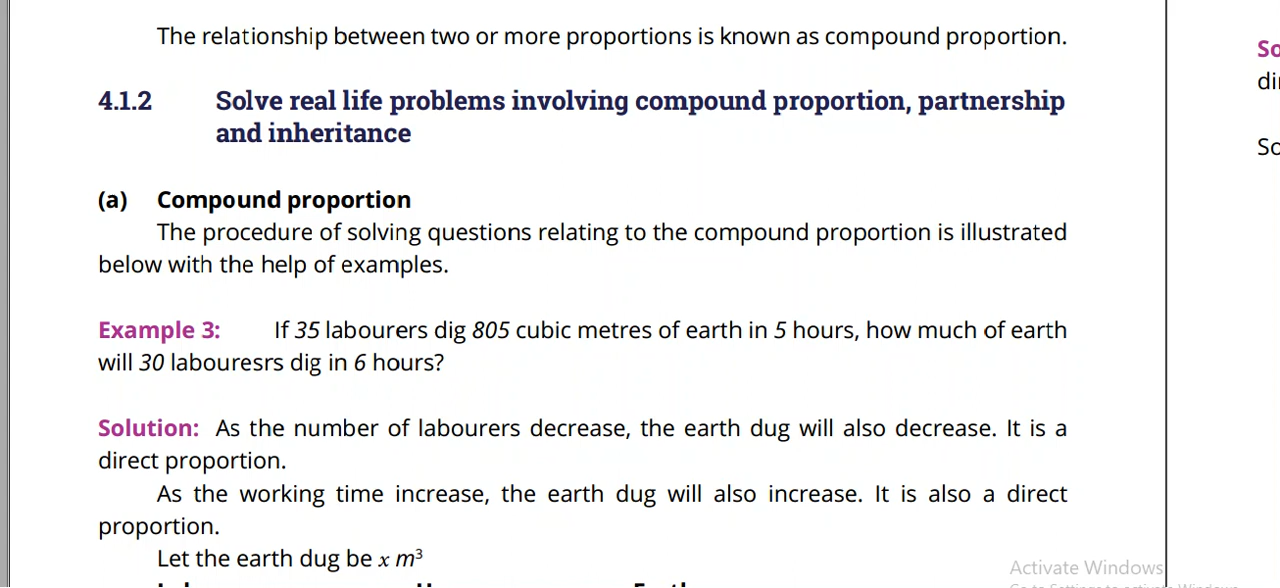 The relationship between two or more proportions is known as compound proportion.
4.1.2 Solve real life problems involving compound proportion, partnership
and inheritance
(a) Compound proportion
The procedure of solving questions relating to the compound proportion is illustrated
below with the help of examples.
Example 3: If 35 labourers dig 805 cubic metres of earth in 5 hours, how much of earth
will 30 labouresrs dig in 6 hours?
Solution: As the number of labourers decrease, the earth dug will also decrease. It is a
direct proportion.
As the working time increase, the earth dug will also increase. It is also a direct
proportion.
Let the earth dug be x m³
Activate Windows